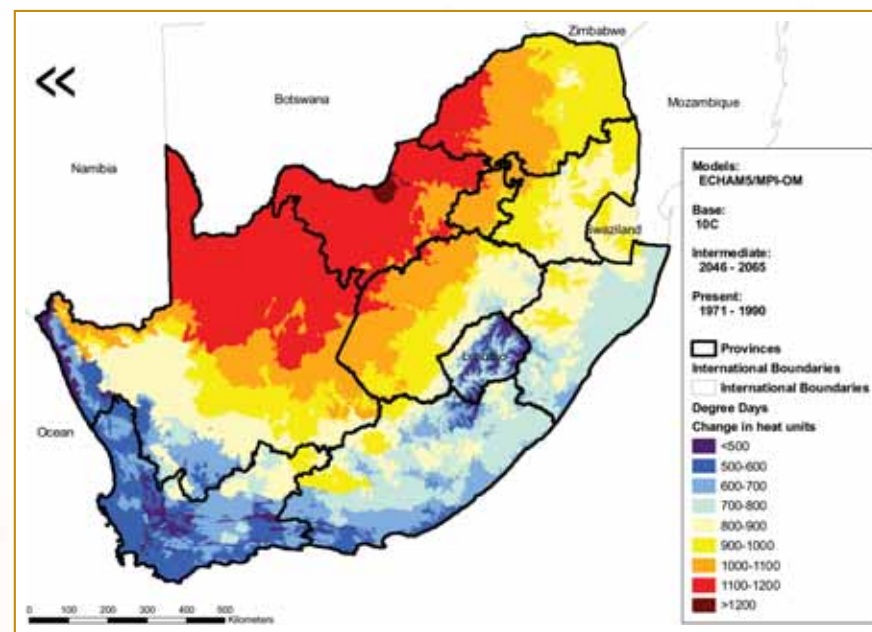 «
Zimbabwe
Botswana
Mozambique
Namibia
Swaziland
Lesotho
Ocean
Models:
ECHAM5/MPI-OM
Base:
10C
Intermediate:
2046 - 2065
Present:
1971 - 1990
Provinces
International Boundaries
International Boundaries
Degree Days
Change in heat units
<500
500-600
600-700
700-800
800-900
900-1000
1000-1100
1100-1200
>1200
0 100 200 300 400 500
Kilometers